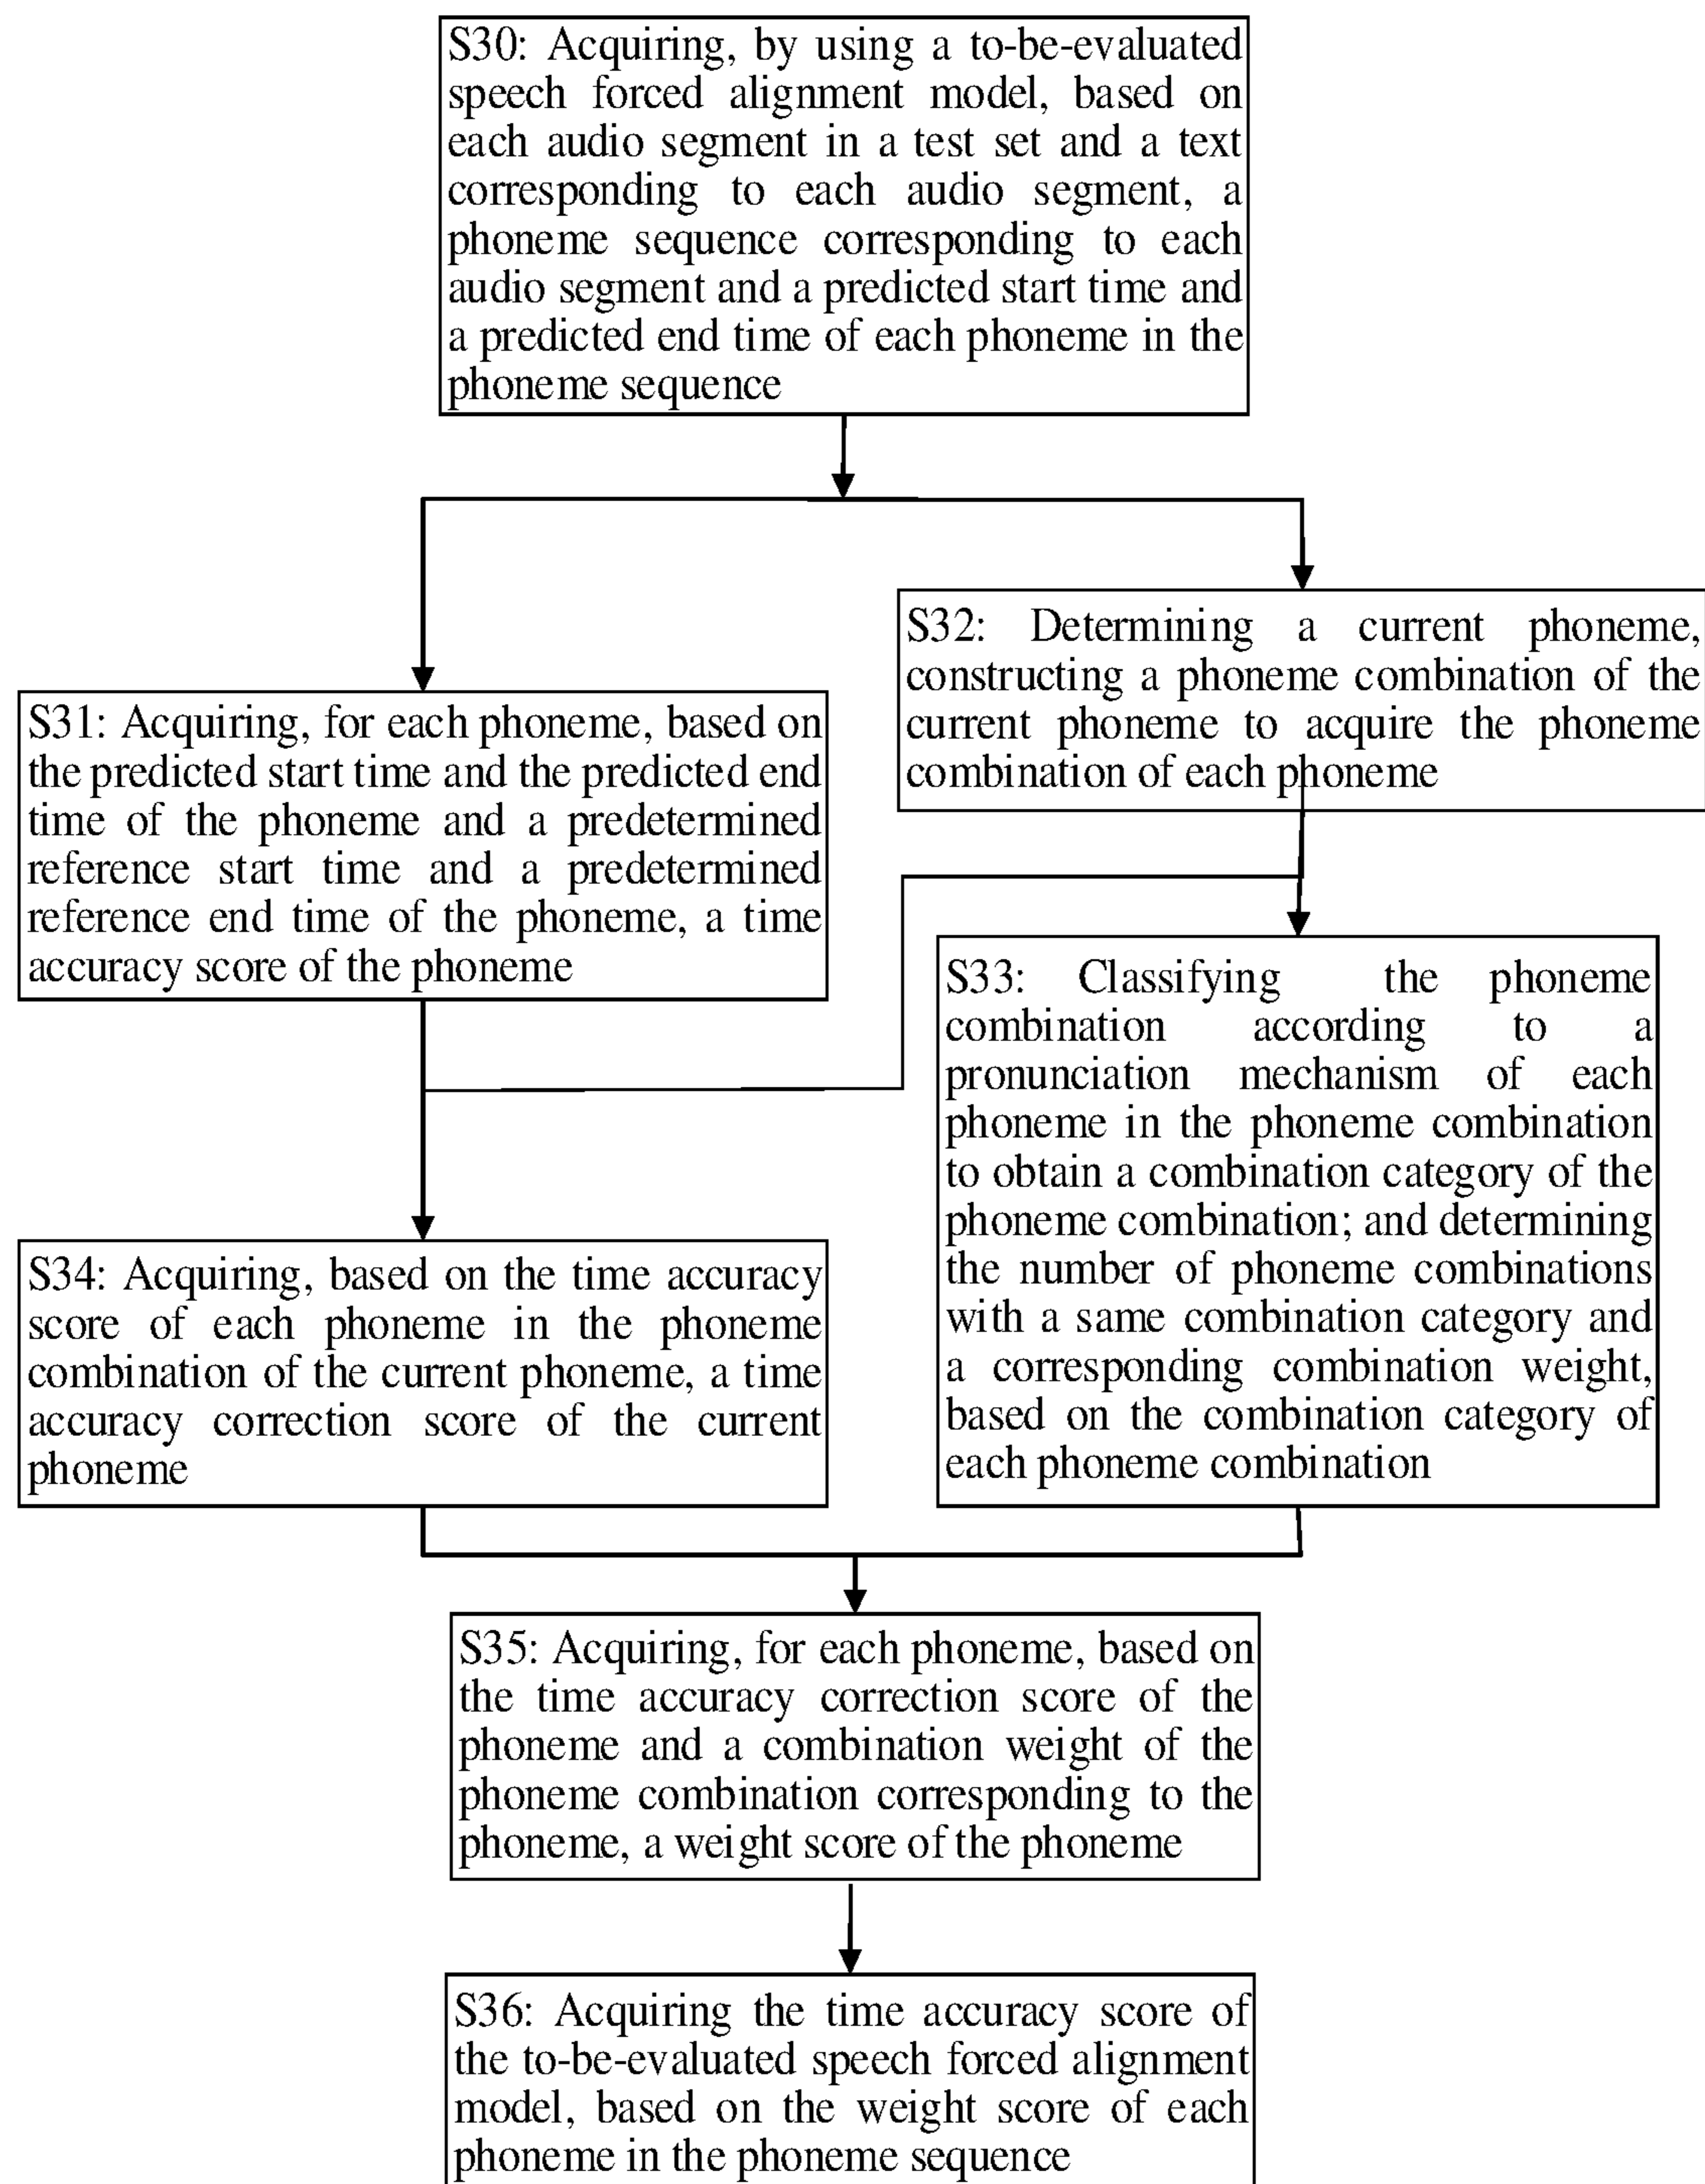 S30: Acquiring, by using a to-be-evaluated
speech forced alignment model, based on
each audio segment in a test set and a text
corresponding to each audio segment, a
phoneme sequence corresponding to each
audio segment and a predicted start time and
a predicted end time of each phoneme in the
phoneme sequence
S32: Determining a current phoneme,
constructing a phoneme combination of the
current phoneme to acquire the phoneme
combination of each phoneme
S31: Acquiring, for each phoneme, based on
the predicted start time and the predicted end
time of the phoneme and a predetermined
reference start time and a predetermined
reference end time of the phoneme, a time
accuracy score of the phoneme
S33: Classifying the phoneme
combination according to a
pronunciation mechanism of each
phoneme in the phoneme combination
to obtain a combination category of the
phoneme combination; and determining
the number of phoneme combinations
with a same combination category and
a corresponding combination weight,
based on the combination category of
each phoneme combination
S34: Acquiring, based on the time accuracy
score of each phoneme in the phoneme
combination of the current phoneme, a time
accuracy correction score of the current
phoneme
S35: Acquiring, for each phoneme, based on
the time accuracy correction score of the
phoneme and a combination weight of the
phoneme combination corresponding to the
phoneme, a weight score of the phoneme
S36: Acquiring the time accuracy score of
the to-be-evaluated speech forced alignment
model, based on the weight score of each
phoneme in the phoneme sequence